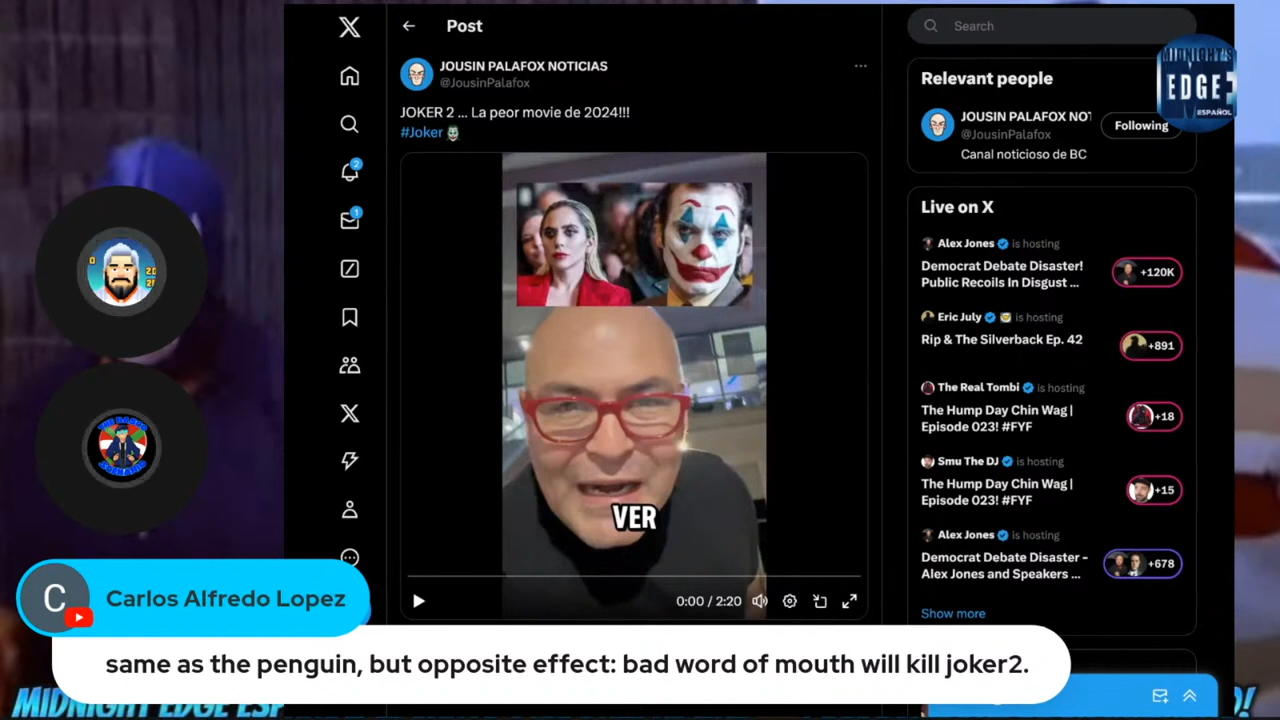 Post
Search
MIDNIGHT'S
EDGE
ESPAÑOL
JOUSIN PALAFOX NOTICIAS
@JousinPalafox
JOKER 2 ... La peor movie de 2024!!!
#Joker
VER
0:00 / 2:20
2
1
Relevant people
JOUSIN PALAFOX NO
@JousinPalafox
Following
Canal noticioso de BC
Live on X
Alex Jones is hosting
Democrat Debate Disaster!
Public Recoils In Disgust ...
+120K
Eric July is hosting
Rip & The Silverback Ep. 42
+891
The Real Tombi is hosting
The Hump Day Chin Wag |
Episode 023! #FYF
+18
Smu The DJ is hosting
The Hump Day Chin Wag |
Episode 023! #FYF
+15
Alex Jones is hosting
Democrat Debate Disaster -
Alex Jones and Speakers ...
+678
Show more
C
Carlos Alfredo Lopez
same as the penguin, but opposite effect: bad word of mouth will kill joker2.
MIDNIGHT EDGE ESP